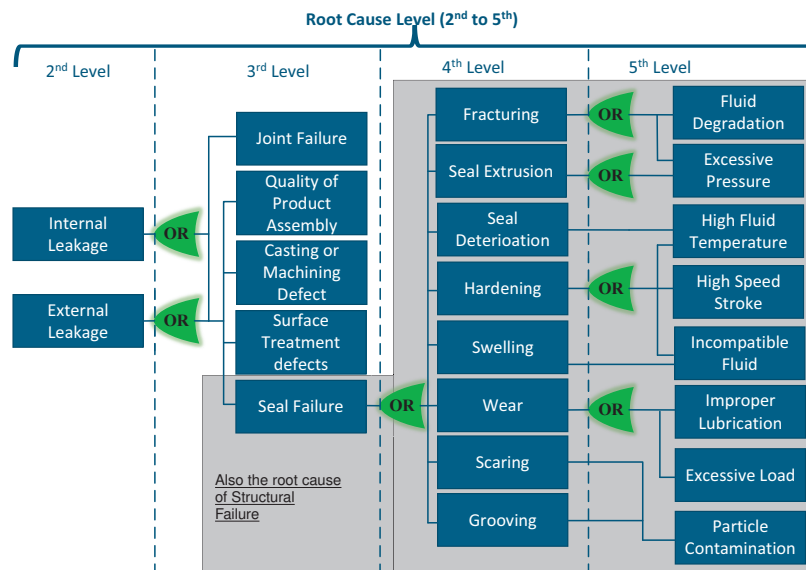 Root Cause Level (2nd to 5th)
2nd Level
3rd Level
4th Level
5th Level
Internal
Leakage
External
Leakage
OR
OR
Joint Failure
Quality of
Product
Assembly
Casting or
Machining
Defect
Surface
Treatment
defects
Seal Failure
Also the root cause
of Structural
Failure
OR
Fracturing
Seal Extrusion
Seal
Deterioation
Hardening
Swelling
Wear
Scaring
Grooving
OR
OR
OR
OR
Fluid
Degradation
Excessive
Pressure
High Fluid
Temperature
High Speed
Stroke
Incompatible
Fluid
Improper
Lubrication
Excessive Load
Particle
Contamination